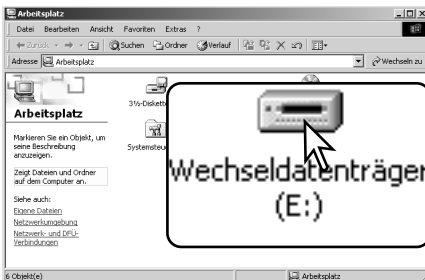 Arbeitsplatz
Datei Bearbeiten Ansicht Favoriten Extras ?
Zurück Suchen Ordner Verlauf
Adresse Arbeitsplatz Wechseln zu
Arbeitsplatz
Markieren Sie ein Objekt, um
seine Beschreibung
anzuzeigen.
Zeigt Dateien und Ordner
auf dem Computer an.
Siehe auch:
Eigene Dateien
Netzwerkumgebung
Netzwerk- und DFÜ-
Verbindungen
3½-Diskett
Systemsteu
Wechseldatenträger
(E:)
6 Objekt(e)
Arbeitsplatz